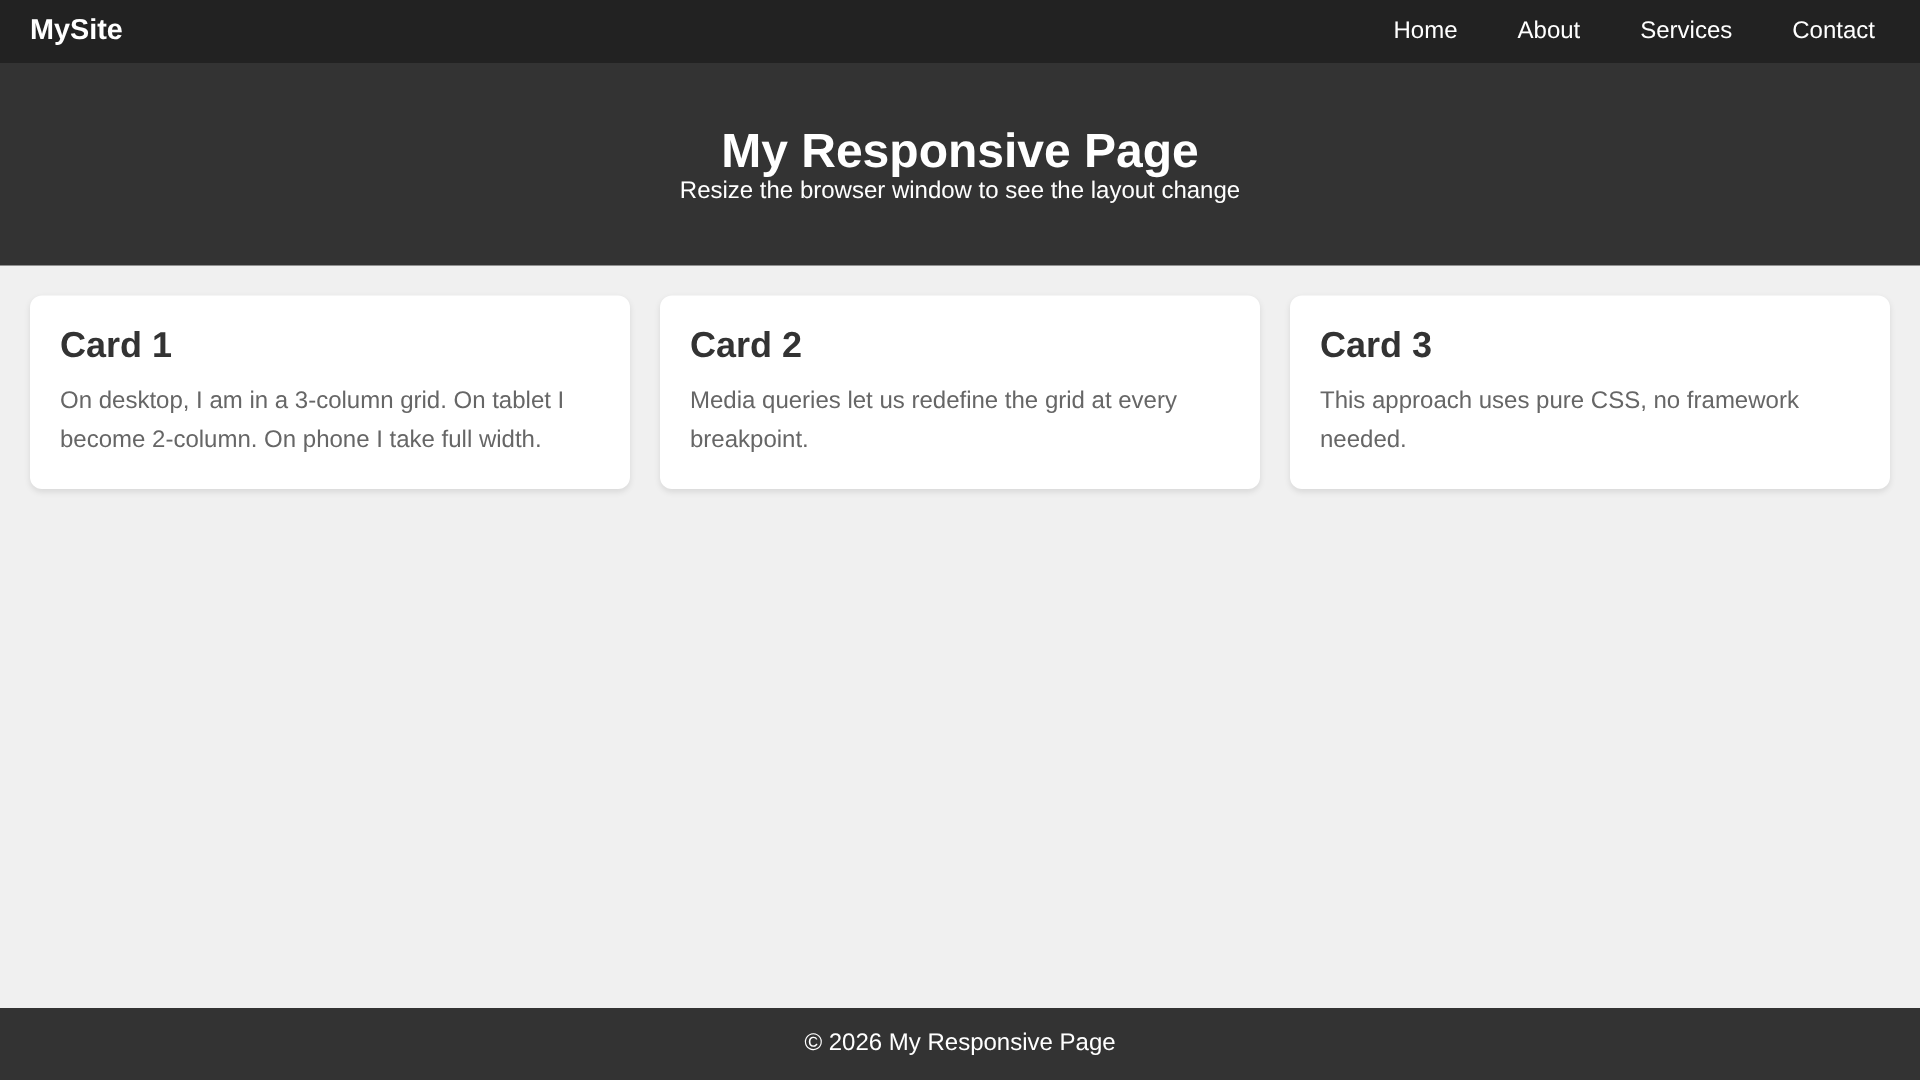 MySite
Home
About
Services
Contact
My Responsive Page
Resize the browser window to see the layout change
Card 1
On desktop, I am in a 3-column grid. On tablet I
become 2-column. On phone I take full width.
Card 2
Media queries let us redefine the grid at every
breakpoint.
Card 3
This approach uses pure CSS, no framework
needed.
© 2026 My Responsive Page